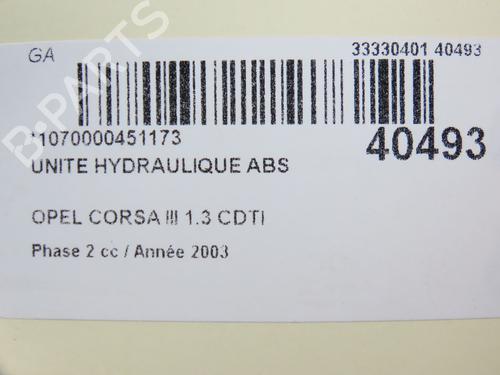 GA
33330401 40493
*1070000451173
40493
UNITE HYDRAULIQUE ABS
OPEL CORSA III 1.3 CDTI
Phase 2 cc / Année 2003
B-PARTS